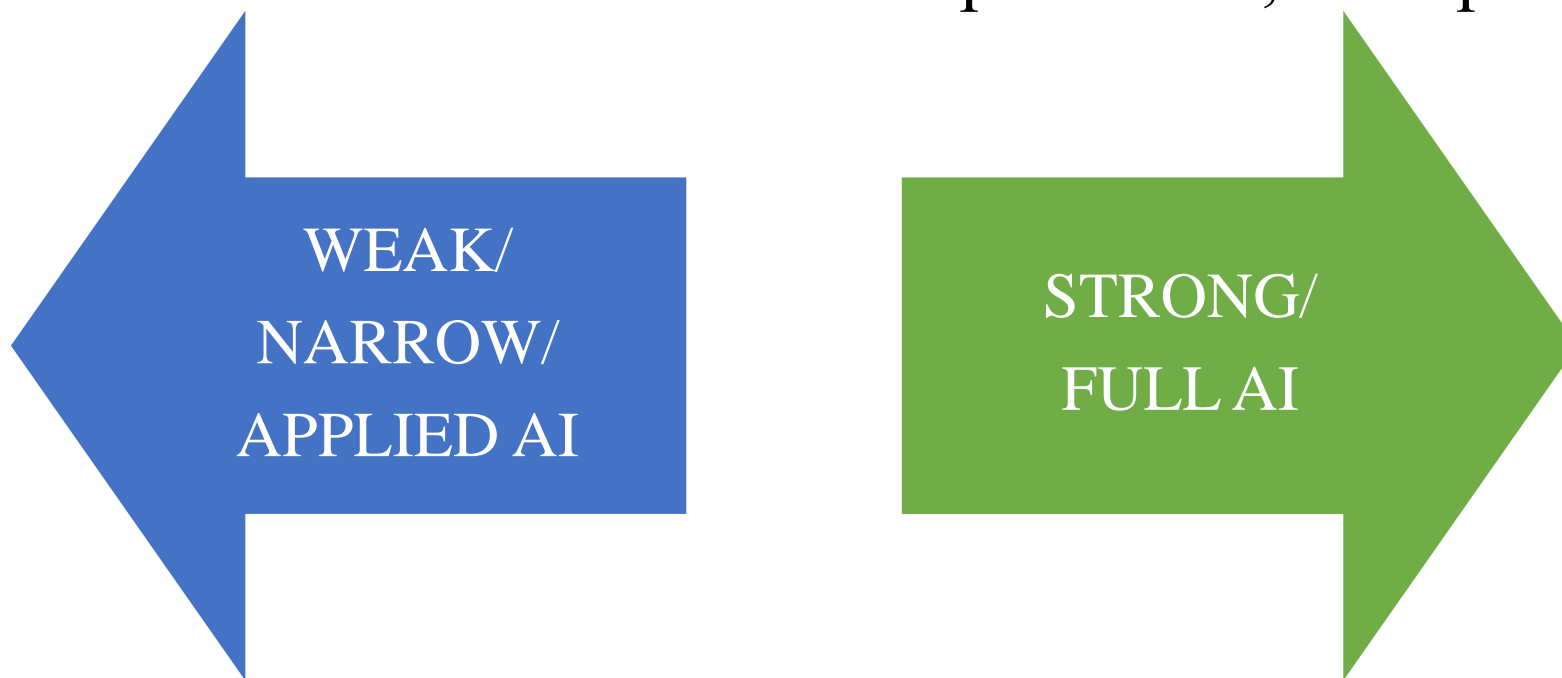 WEAK/
NARROW/
APPLIED AI
STRONG/
FULL AI